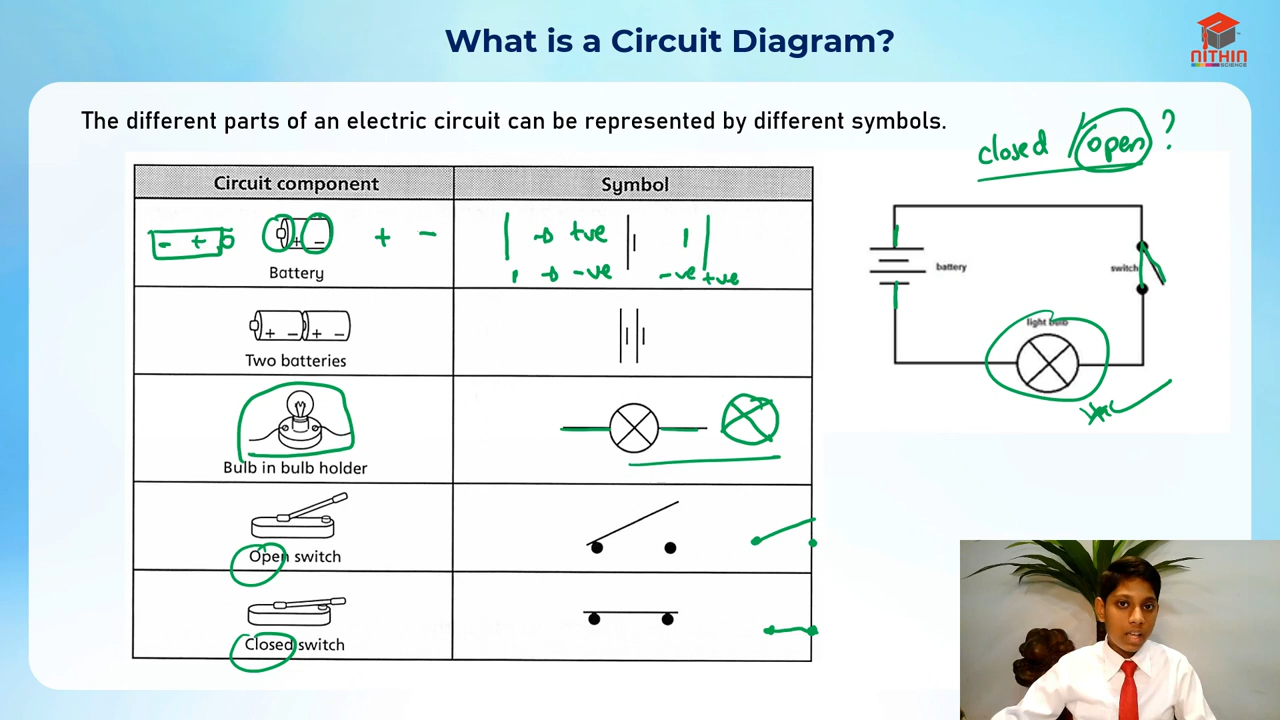 What is a Circuit Diagram?
NITHIN
SCIENCE
The different parts of an electric circuit can be represented by different symbols.
closed / open ?
Circuit component
Symbol
- +
+ -
+ -
Battery
→ +ve
→ -ve
-ve +ve
+ - + -
Two batteries
Bulb in bulb holder
Open switch
Closed switch
battery
switch
light bulb